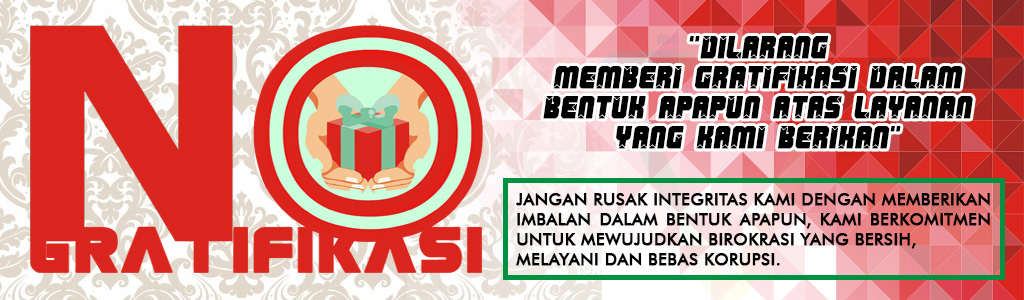 NO
GRATIFIKASI
"DILARANG
MEMBERI GRATIFIKASI DALAM
BENTUK APAPUN ATAS LAYANAN
YANG KAMI BERIKAN"
JANGAN RUSAK INTEGRITAS KAMI DENGAN MEMBERIKAN
IMBALAN DALAM BENTUK APAPUN, KAMI BERKOMITMEN
UNTUK MEWUJUDKAN BIROKRASI YANG BERSIH,
MELAYANI DAN BEBAS KORUPSI.